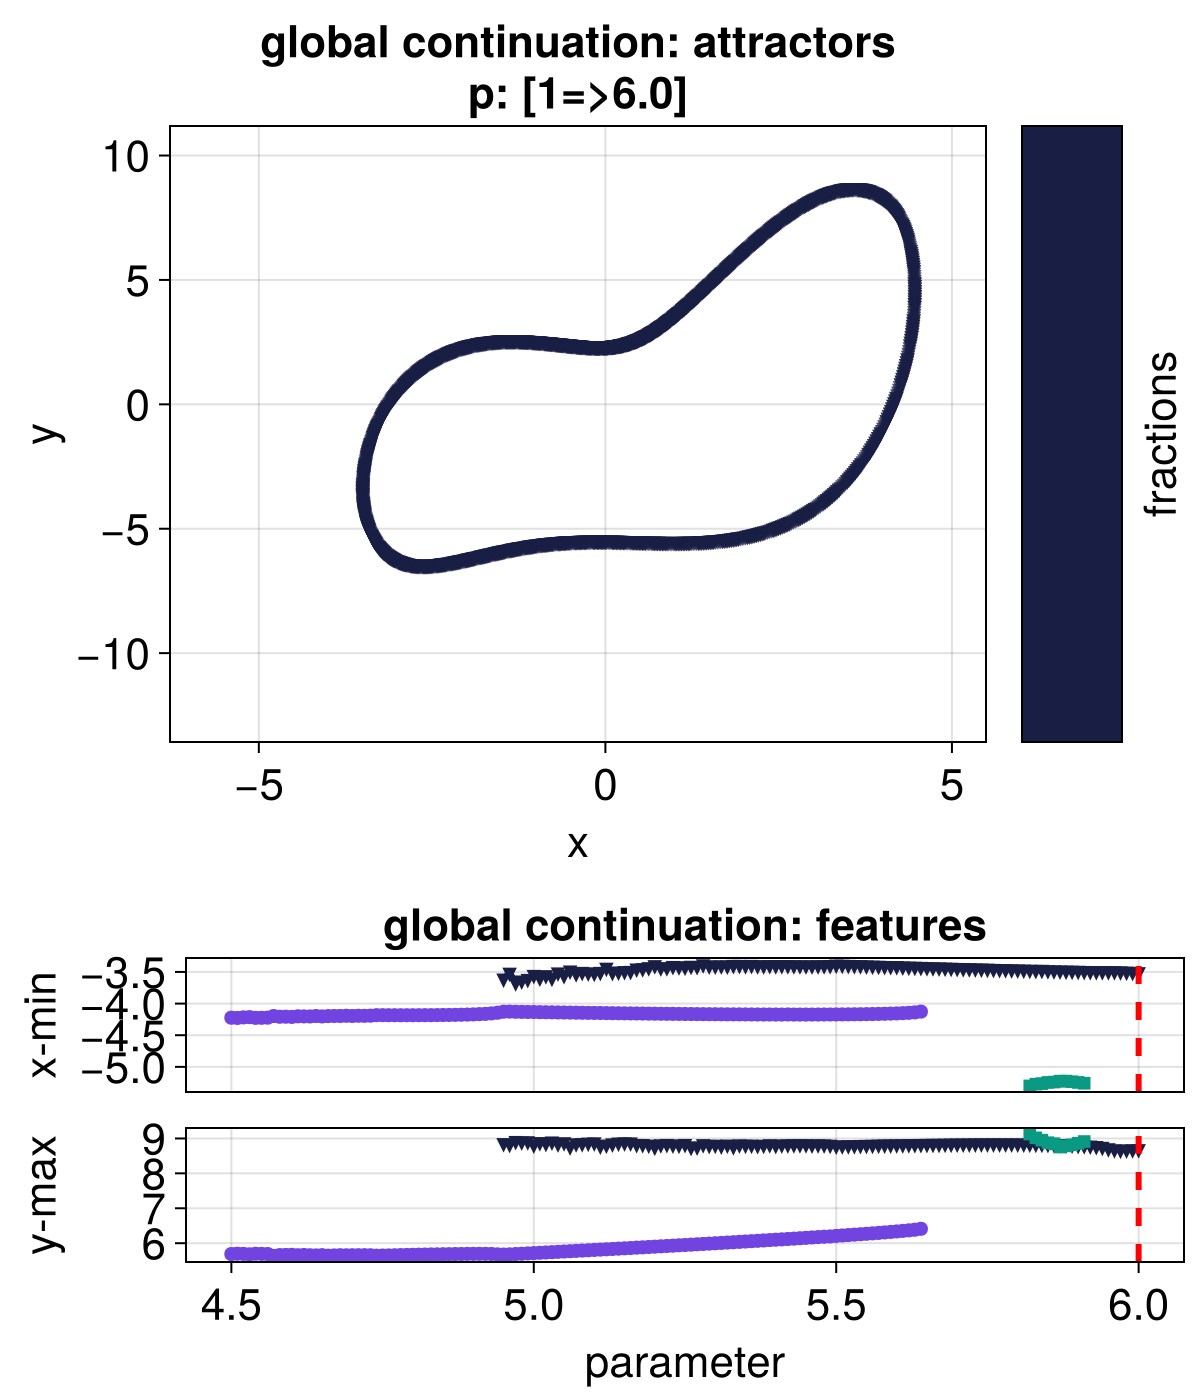 global continuation: attractors
p: [1=>6.0]
10
5
0
−5
−10
y
−5
0
5
x
fractions
global continuation: features
−3.5
−4.0
−4.5
−5.0
x-min
9
8
7
6
y-max
4.5
5.0
5.5
6.0
parameter